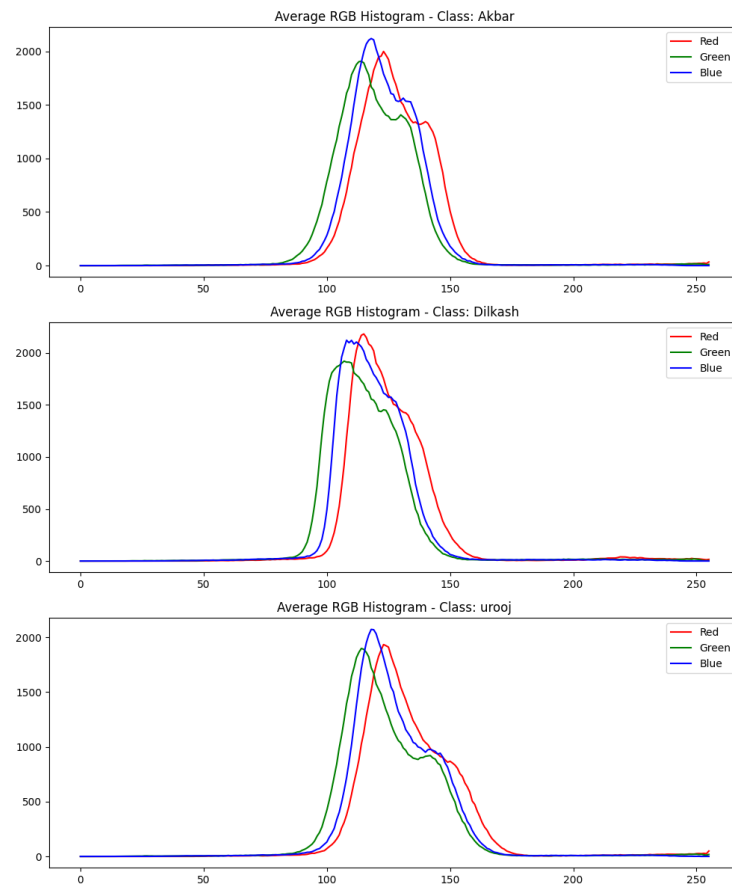 Average RGB Histogram - Class: Akbar
Red
Green
Blue
2000
1500
1000
500
0
0 50 100 150 200 250
Average RGB Histogram - Class: Dilkash
Red
Green
Blue
2000
1500
1000
500
0
0 50 100 150 200 250
Average RGB Histogram - Class: urooj
Red
Green
Blue
2000
1500
1000
500
0
0 50 100 150 200 250